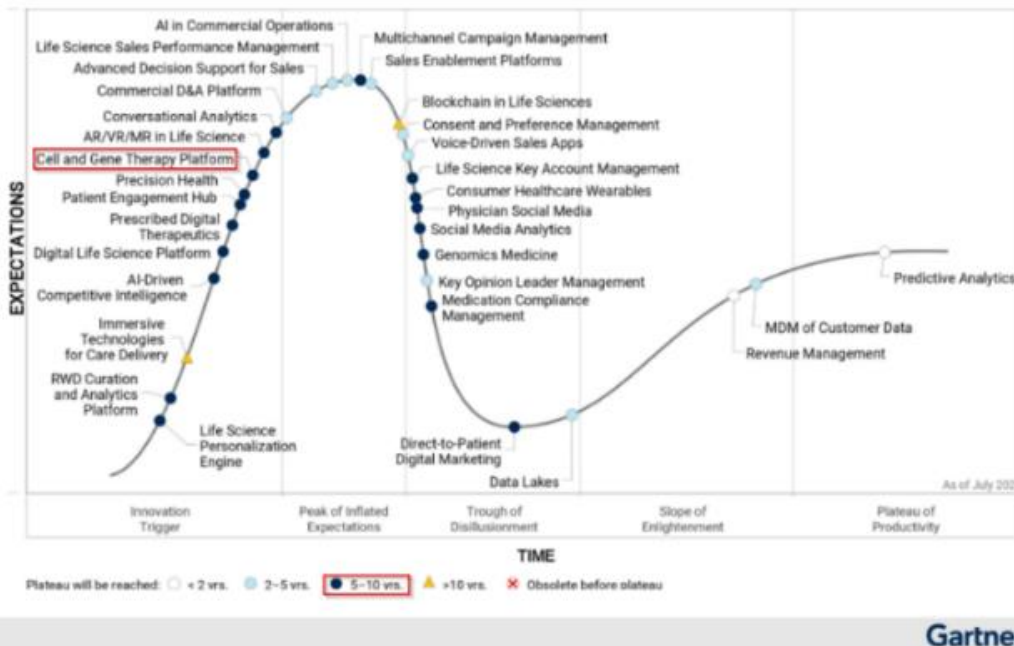 AI in Commercial Operations
Life Science Sales Performance Management
Advanced Decision Support for Sales
Commercial D&A Platform
Conversational Analytics
AR/VR/MR in Life Science
Cell and Gene Therapy Platform
Precision Health
Patient Engagement Hub
Prescribed Digital
Therapeutics
Digital Life Science Platform
AI-Driven
Competitive Intelligence
Immersive
Technologies
for Care Delivery
RWD Curation
and Analytics
Platform
Life Science
Personalization
Engine
Multichannel Campaign Management
Sales Enablement Platforms
Blockchain in Life Sciences
Consent and Preference Management
Voice-Driven Sales Apps
Life Science Key Account Management
Consumer Healthcare Wearables
Physician Social Media
Social Media Analytics
Genomics Medicine
Key Opinion Leader Management
Medication Compliance
Management
Direct-to-Patient
Digital Marketing
Data Lakes
Predictive Analytics
MDM of Customer Data
Revenue Management
As of July 202
EXPECTATIONS
Innovation
Trigger
Peak of Inflated
Expectations
Trough of
Disillusionment
Slope of
Enlightenment
Plateau of
Productivity
TIME
Plateau will be reached: < 2 yrs. 2–5 yrs. 5–10 yrs. >10 yrs. Obsolete before plateau
Gartne